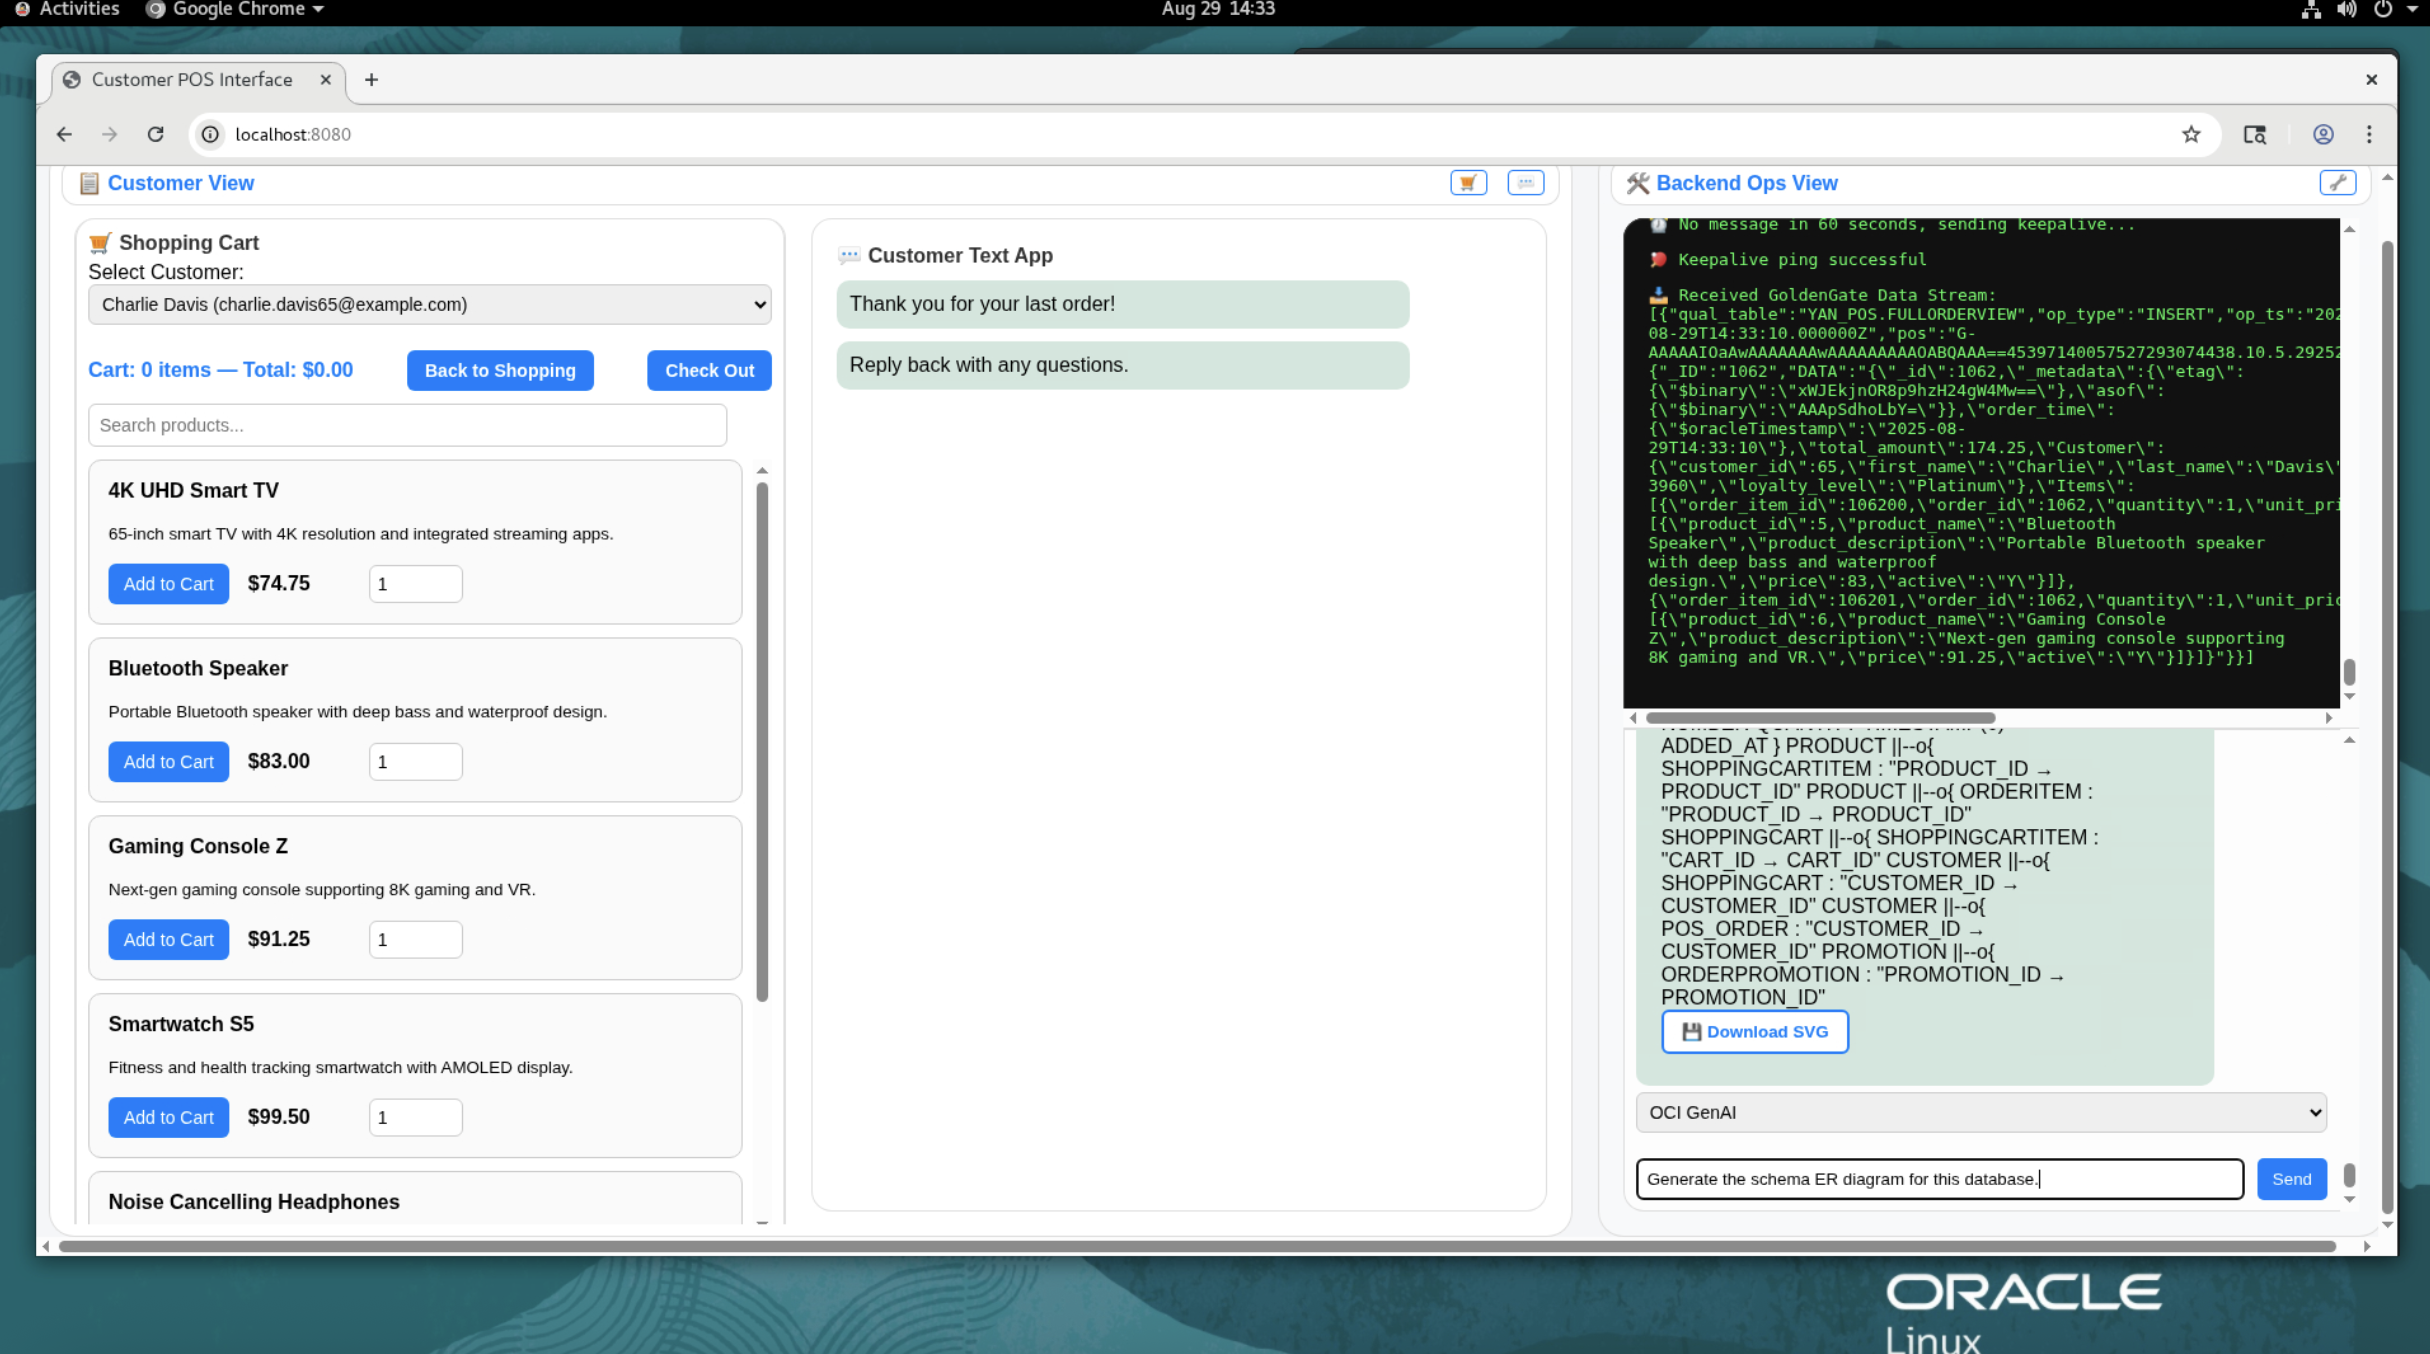 Activities
Google Chrome
Aug 29 14:33
Customer POS Interface
localhost:8080
Customer View
Shopping Cart
Select Customer:
Charlie Davis (charlie.davis65@example.com)
Cart: 0 items — Total: $0.00
Back to Shopping
Check Out
Search products...
4K UHD Smart TV
65-inch smart TV with 4K resolution and integrated streaming apps.
Add to Cart
$74.75
1
Bluetooth Speaker
Portable Bluetooth speaker with deep bass and waterproof design.
Add to Cart
$83.00
1
Gaming Console Z
Next-gen gaming console supporting 8K gaming and VR.
Add to Cart
$91.25
1
Smartwatch S5
Fitness and health tracking smartwatch with AMOLED display.
Add to Cart
$99.50
1
Noise Cancelling Headphones
Customer Text App
Thank you for your last order!
Reply back with any questions.
Backend Ops View
No message in 60 seconds, sending keepalive...
Keepalive ping successful
Received GoldenGate Data Stream:
[{"qual_table":"YAN_POS.FULLORDERVIEW","op_type":"INSERT","op_ts":"202
08-29T14:33:10.000000Z","pos":"G-
AAAAAIOaAwAAAAAAAwAAAAAAAAAOABQAAA==45397140057527293074438.10.5.29252
{"_ID":"1062","DATA":"{\"_id\":1062,\"_metadata\":{\"etag\":
{\"$binary\":\"xWJEkjnOR8p9hzH24gW4Mw==\"},\"asof\":
{\"$binary\":\"AAApSdhoLbY=\"}},\"order_time\":
{\"$oracleTimestamp\":\"2025-08-
29T14:33:10\"},\"total_amount\":174.25,\"Customer\":
{\"customer_id\":65,\"first_name\":\"Charlie\",\"last_name\":\"Davis\"
3960\",\"loyalty_level\":\"Platinum\"},\"Items\":
[{\"order_item_id\":106200,\"order_id\":1062,\"quantity\":1,\"unit_pri
[{\"product_id\":5,\"product_name\":\"Bluetooth
Speaker\",\"product_description\":\"Portable Bluetooth speaker
with deep bass and waterproof
design.\",\"price\":83,\"active\":\"Y\"}]},
{\"order_item_id\":106201,\"order_id\":1062,\"quantity\":1,\"unit_pric
[{\"product_id\":6,\"product_name\":\"Gaming Console
Z\",\"product_description\":\"Next-gen gaming console supporting
8K gaming and VR.\",\"price\":91.25,\"active\":\"Y\"}]}]}"}}]
ADDED_AT } PRODUCT ||--o{
SHOPPINGCARTITEM : "PRODUCT_ID →
PRODUCT_ID" PRODUCT ||--o{ ORDERITEM :
"PRODUCT_ID → PRODUCT_ID"
SHOPPINGCART ||--o{ SHOPPINGCARTITEM :
"CART_ID → CART_ID" CUSTOMER ||--o{
SHOPPINGCART : "CUSTOMER_ID →
CUSTOMER_ID" CUSTOMER ||--o{
POS_ORDER : "CUSTOMER_ID →
CUSTOMER_ID" PROMOTION ||--o{
ORDERPROMOTION : "PROMOTION_ID →
PROMOTION_ID"
Download SVG
OCI GenAI
Generate the schema ER diagram for this database.
Send
ORACLE
Linux